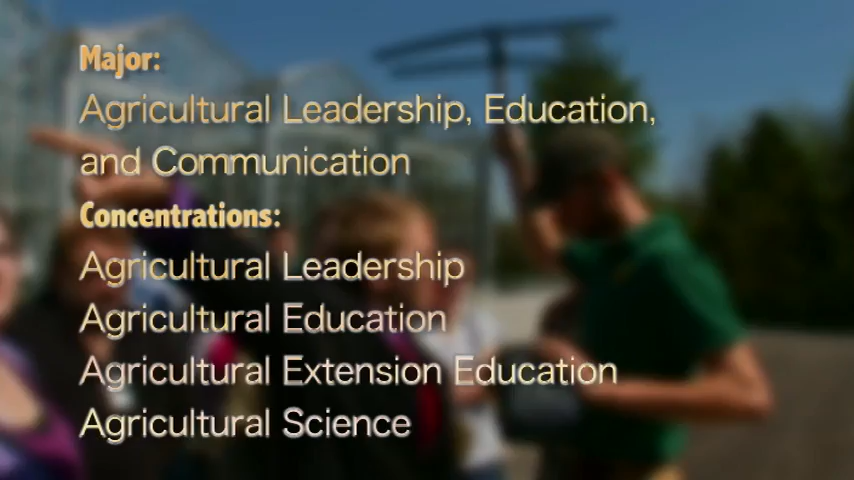 Major:
Agricultural Leadership, Education,
and Communication
Concentrations:
Agricultural Leadership
Agricultural Education
Agricultural Extension Education
Agricultural Science